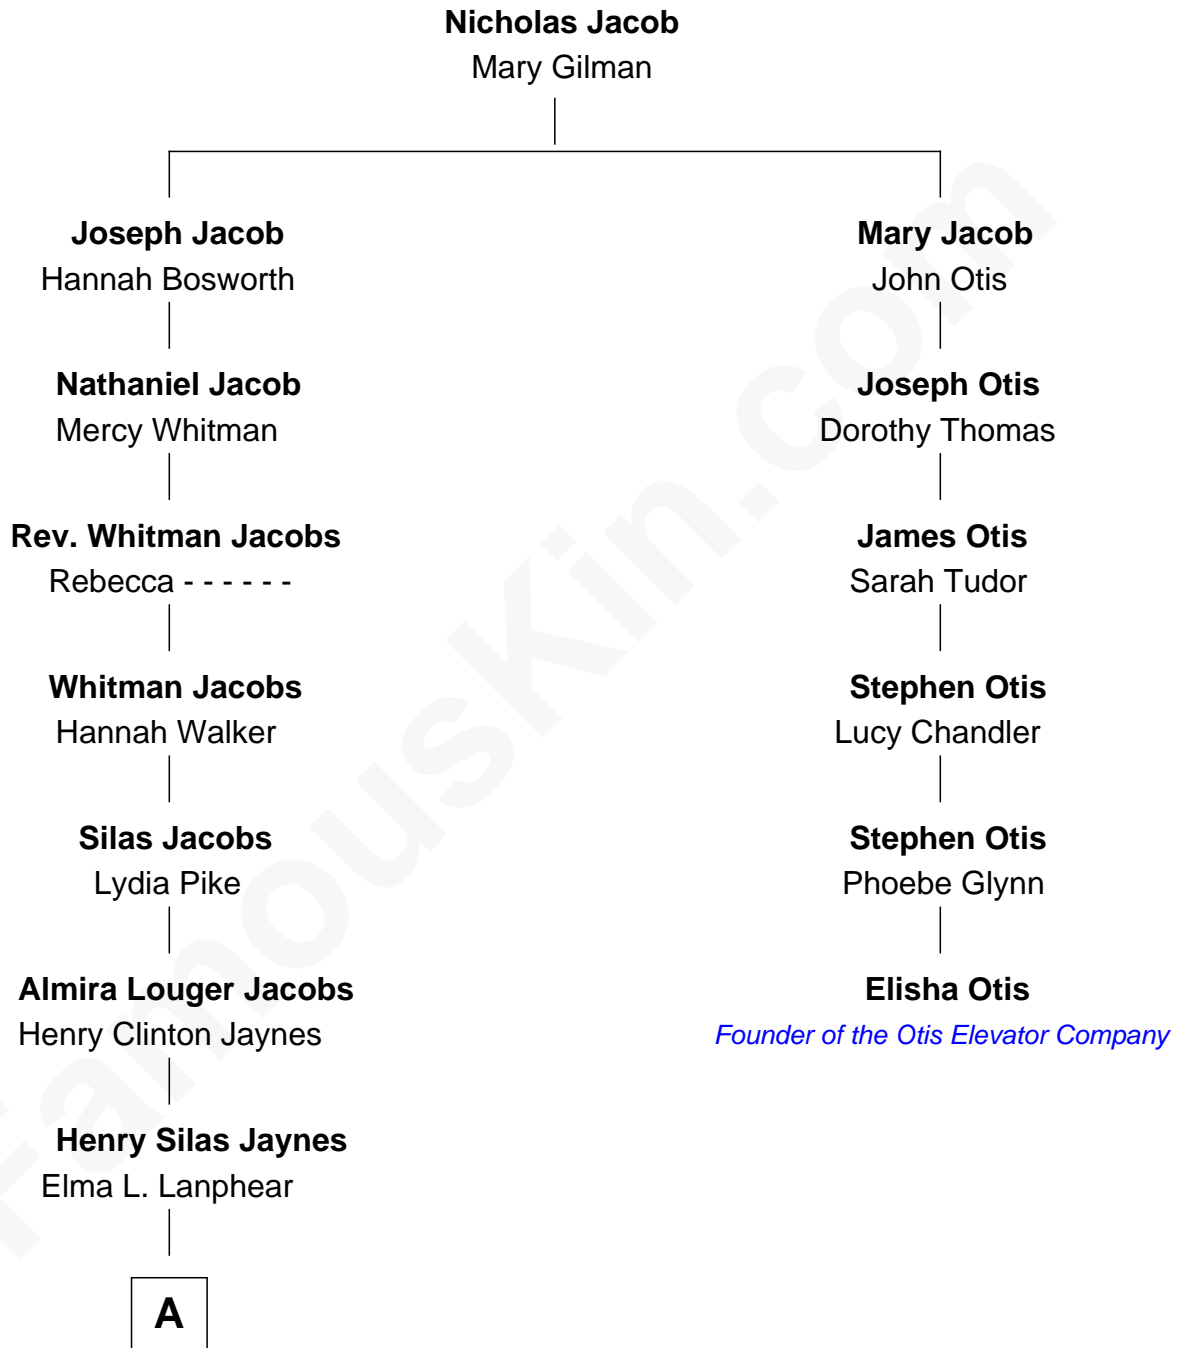 Nicholas Jacob
Mary Gilman
Joseph Jacob
Hannah Bosworth
Mary Jacob
John Otis
Nathaniel Jacob
Mercy Whitman
Joseph Otis
Dorothy Thomas
Rev. Whitman Jacobs
Rebecca - - - - - -
James Otis
Sarah Tudor
Whitman Jacobs
Hannah Walker
Stephen Otis
Lucy Chandler
Silas Jacobs
Lydia Pike
Stephen Otis
Phoebe Glynn
Almira Louger Jacobs
Henry Clinton Jaynes
Elisha Otis
Founder of the Otis Elevator Company
Henry Silas Jaynes
Elma L. Lanphear
A
FamousKin.com